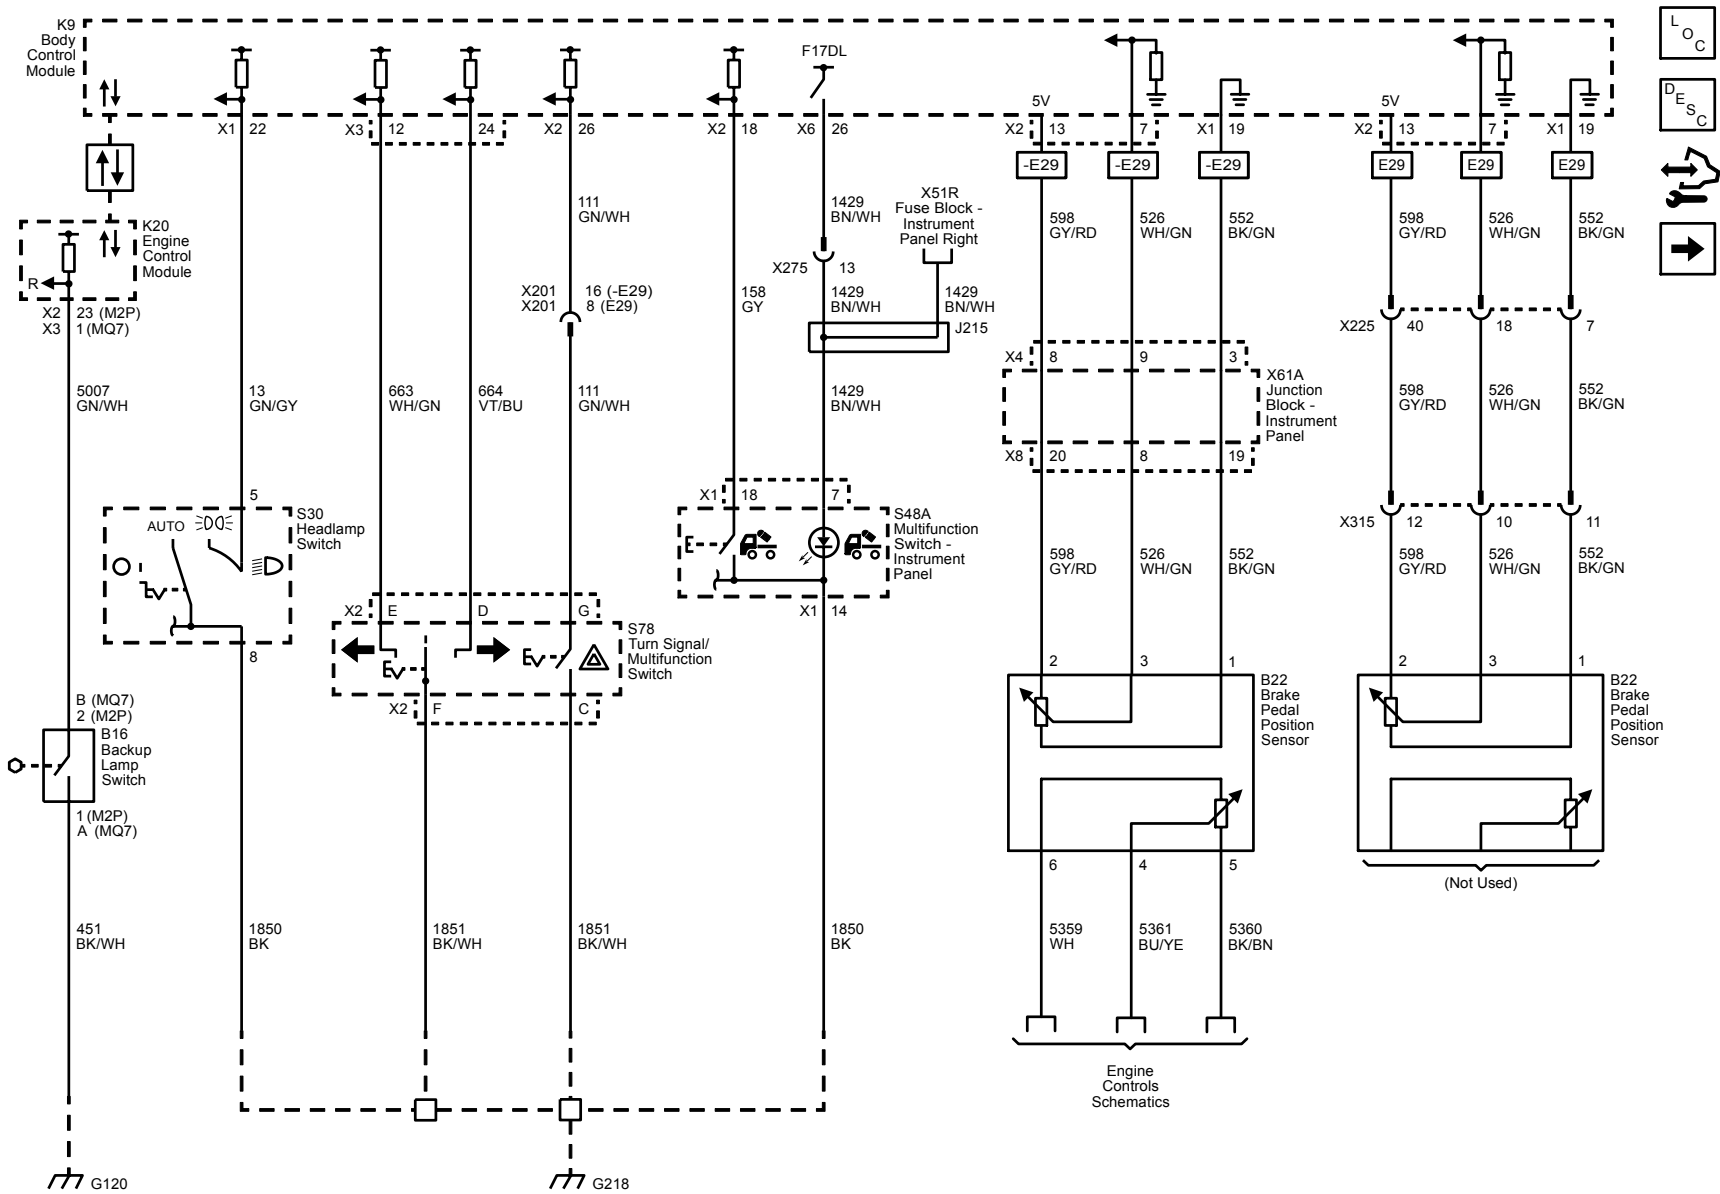 K9
Body
Control
Module
F17DL
5V
5V
L
O
C
D
E
S
C
X1 22
X3 12
24
X2 26
X2 18
X6 26
X2 13
7
X1 19
X2 13
7
X1 19
-E29
-E29
-E29
E29
E29
E29
K20
Engine
Control
Module
R
X2 23 (M2P)
X3 1 (MQ7)
111
GN/WH
1429
BN/WH
X51R
Fuse Block -
Instrument
Panel Right
598
GY/RD
526
WH/GN
552
BK/GN
598
GY/RD
526
WH/GN
552
BK/GN
X201 16 (-E29)
X201 8 (E29)
X275 13
158
GY
1429
BN/WH
1429
BN/WH
J215
X225 40
18
7
X4 8
9
3
X61A
Junction
Block -
Instrument
Panel
X8 20
8
19
5007
GN/WH
13
GN/GY
663
WH/GN
664
VT/BU
111
GN/WH
1429
BN/WH
598
GY/RD
526
WH/GN
552
BK/GN
5
S30
Headlamp
Switch
AUTO
8
X1 18
7
S48A
Multifunction
Switch -
Instrument
Panel
X1 14
X315 12
10
11
598
GY/RD
526
WH/GN
552
BK/GN
598
GY/RD
526
WH/GN
552
BK/GN
X2 E
D
G
S78
Turn Signal/
Multifunction
Switch
X2 F
C
2
3
1
B22
Brake
Pedal
Position
Sensor
2
3
1
B22
Brake
Pedal
Position
Sensor
B (MQ7)
2 (M2P)
B16
Backup
Lamp
Switch
1 (M2P)
A (MQ7)
6
4
5
(Not Used)
451
BK/WH
1850
BK
1851
BK/WH
1851
BK/WH
1850
BK
5359
WH
5361
BU/YE
5360
BK/BN
Engine
Controls
Schematics
G120
G218